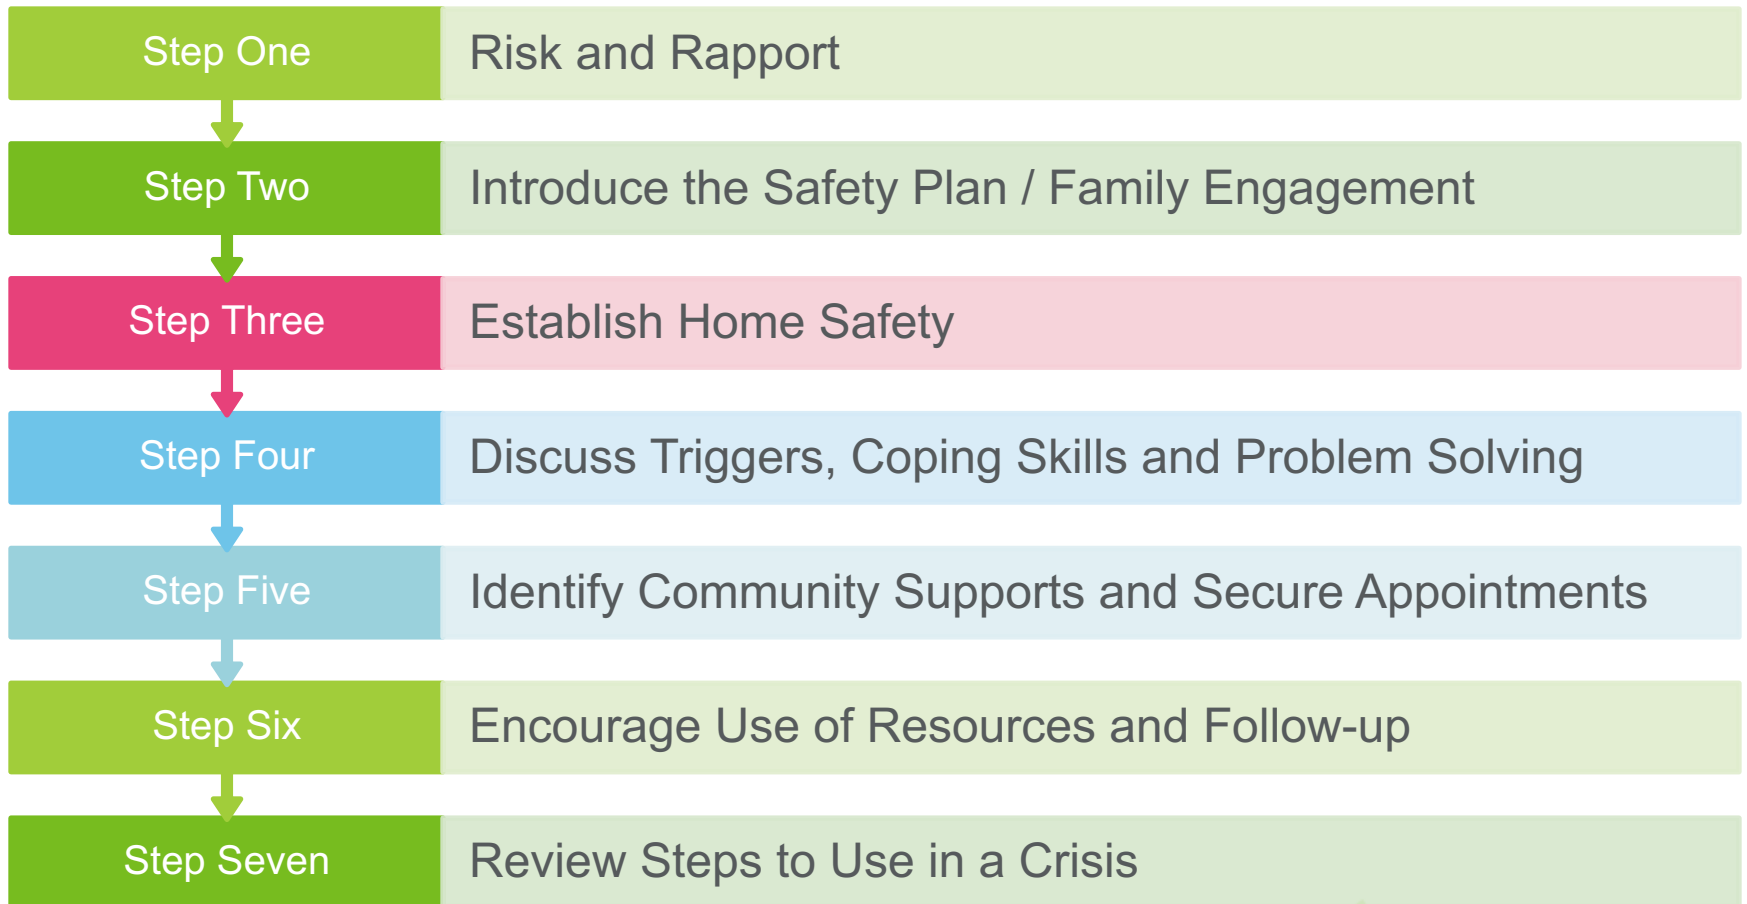 Step One
Risk and Rapport
Step Two
Introduce the Safety Plan / Family Engagement
Step Three
Establish Home Safety
Step Four
Discuss Triggers, Coping Skills and Problem Solving
Step Five
Identify Community Supports and Secure Appointments
Step Six
Encourage Use of Resources and Follow-up
Step Seven
Review Steps to Use in a Crisis